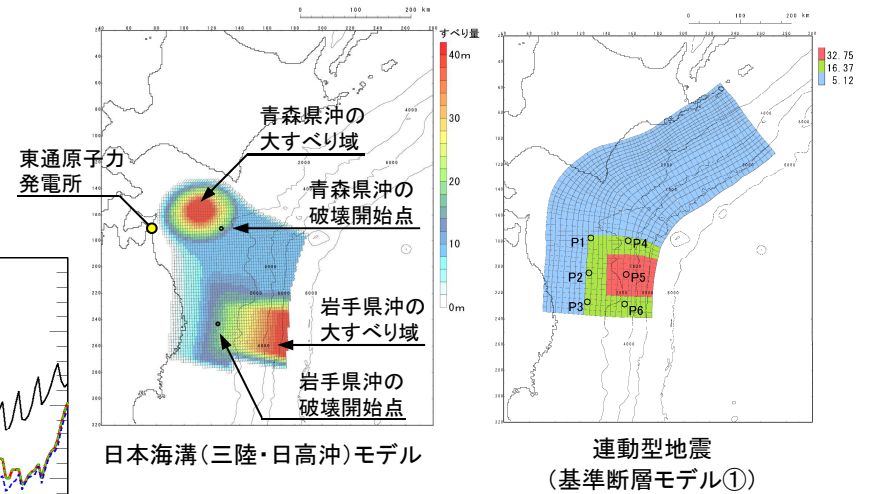 0 100 200 km
すべり量
40m
30
20
10
0m
青森県沖の
大すべり域
東通原子力
発電所
青森県沖の
破壊開始点
岩手県沖の
大すべり域
岩手県沖の
破壊開始点
日本海溝(三陸・日高沖)モデル
0 100 200 km
32.75
16.37
5.12
P1
P4
P2
P5
P3
P6
連動型地震
(基準断層モデル①)